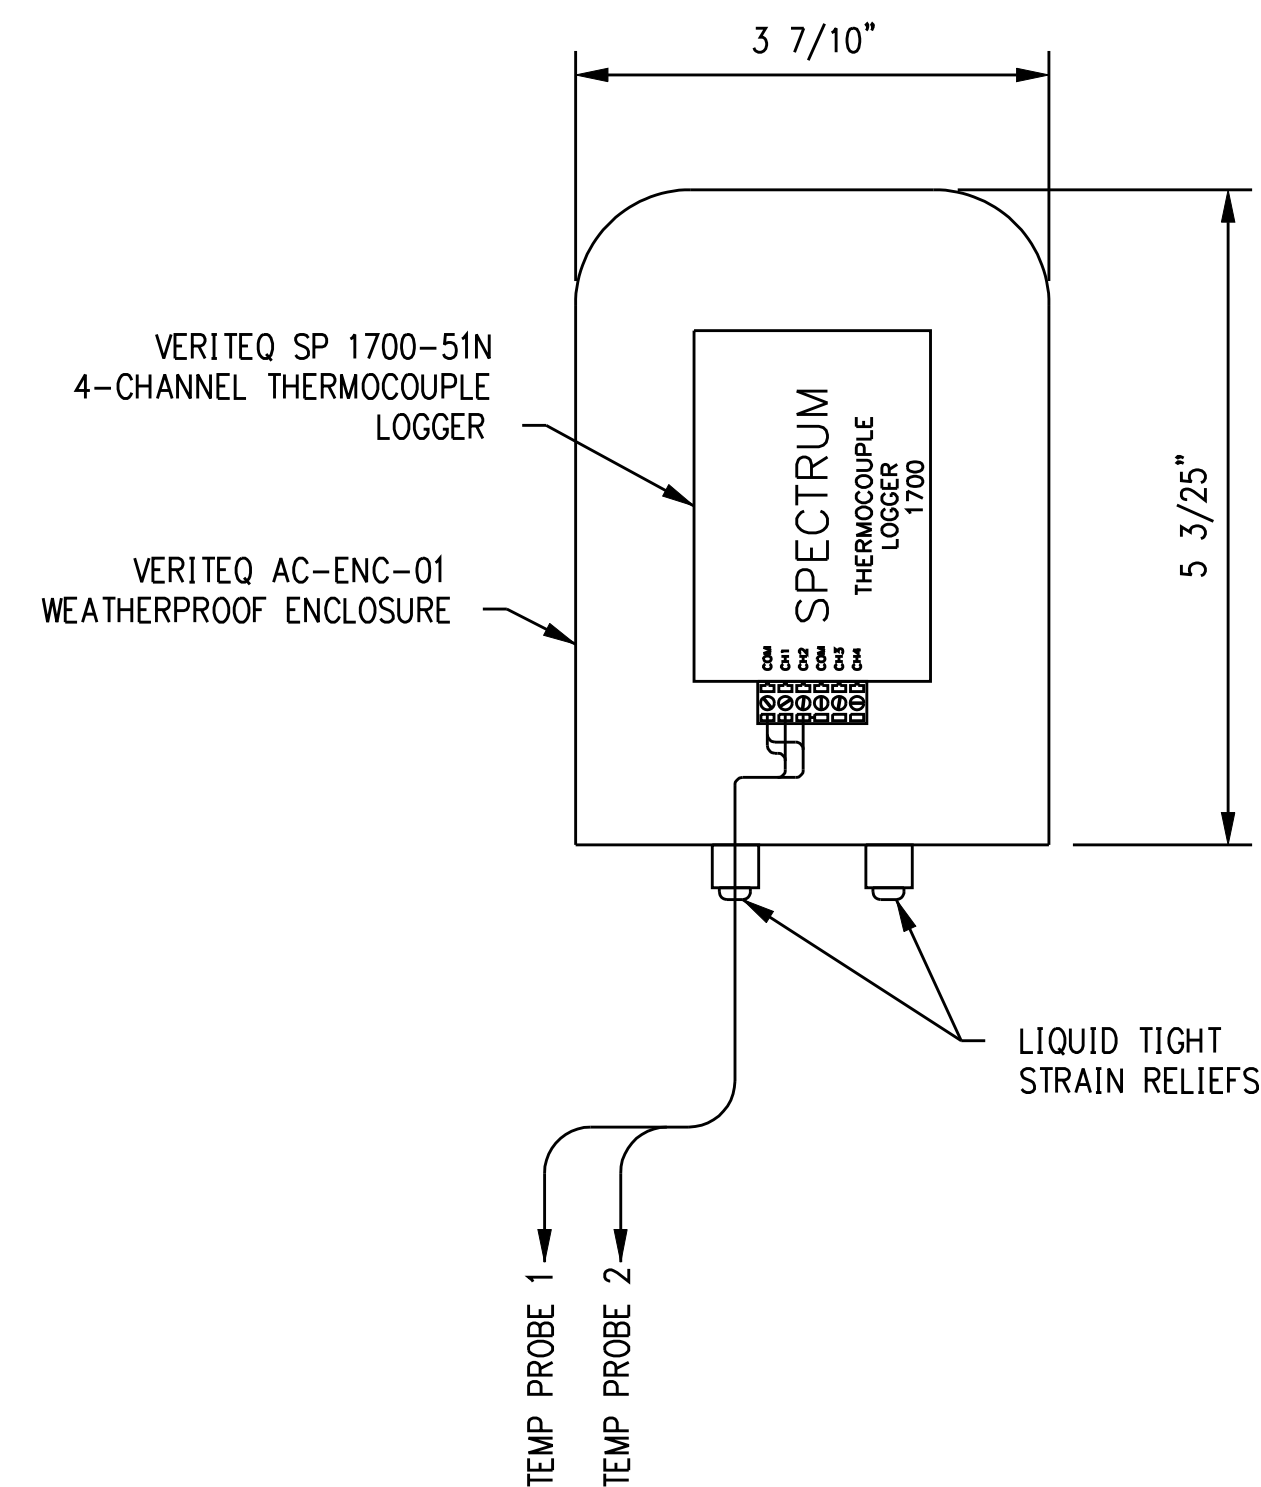 3 7/10"
VERITEQ SP 1700-51N
4-CHANNEL THERMOCOUPLE
LOGGER
SPECTRUM
THERMOCOUPLE
LOGGER
1700
5 3/25"
VERITEQ AC-ENC-01
WEATHERPROOF ENCLOSURE
COM
CH1
CH2
COM
CH3
CH4
LIQUID TIGHT
STRAIN RELIEFS
TEMP PROBE 1
TEMP PROBE 2